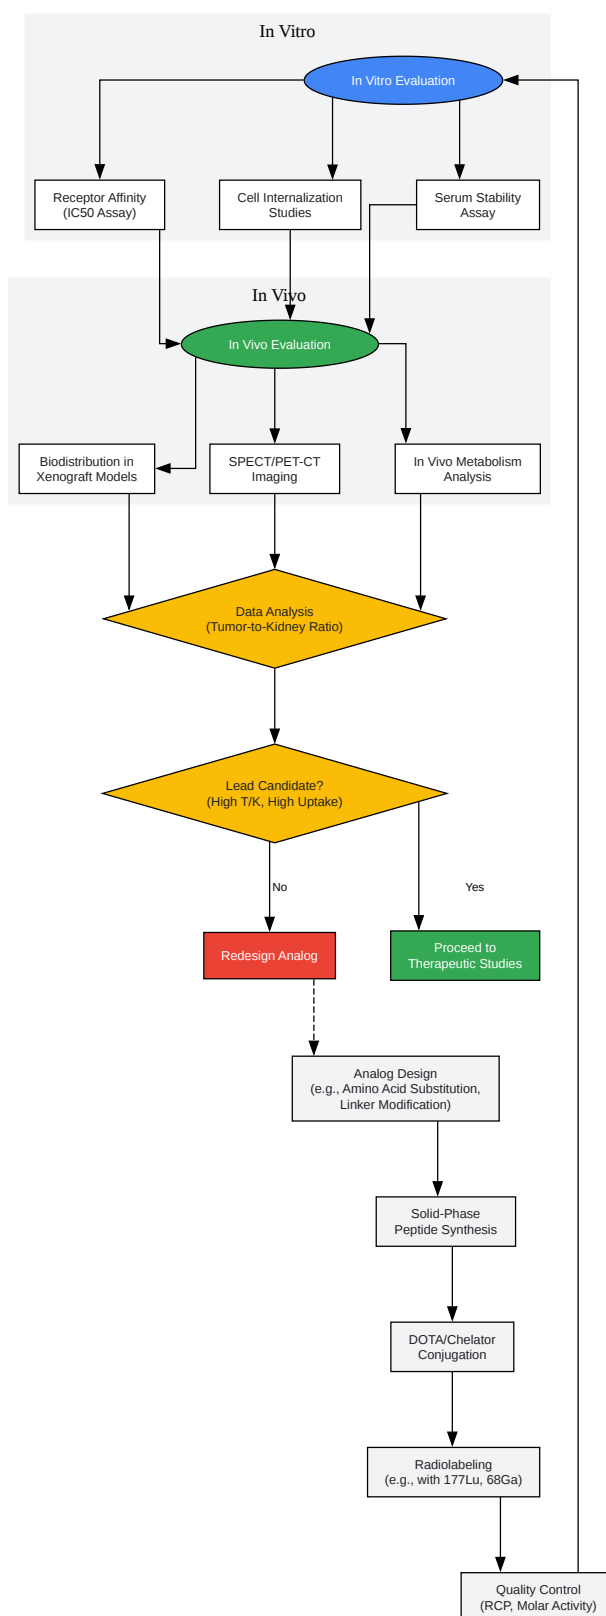 In Vitro
In Vitro Evaluation
Receptor Affinity
(IC50 Assay)
Cell Internalization
Studies
Serum Stability
Assay
In Vivo
In Vivo Evaluation
Biodistribution in
Xenograft Models
SPECT/PET-CT
Imaging
In Vivo Metabolism
Analysis
Data Analysis
(Tumor-to-Kidney Ratio)
Lead Candidate?
(High T/K, High Uptake)
No
Yes
Redesign Analog
Proceed to
Therapeutic Studies
Analog Design
(e.g., Amino Acid Substitution,
Linker Modification)
Solid-Phase
Peptide Synthesis
DOTA/Chelator
Conjugation
Radiolabeling
(e.g., with 177Lu, 68Ga)
Quality Control
(RCP, Molar Activity)